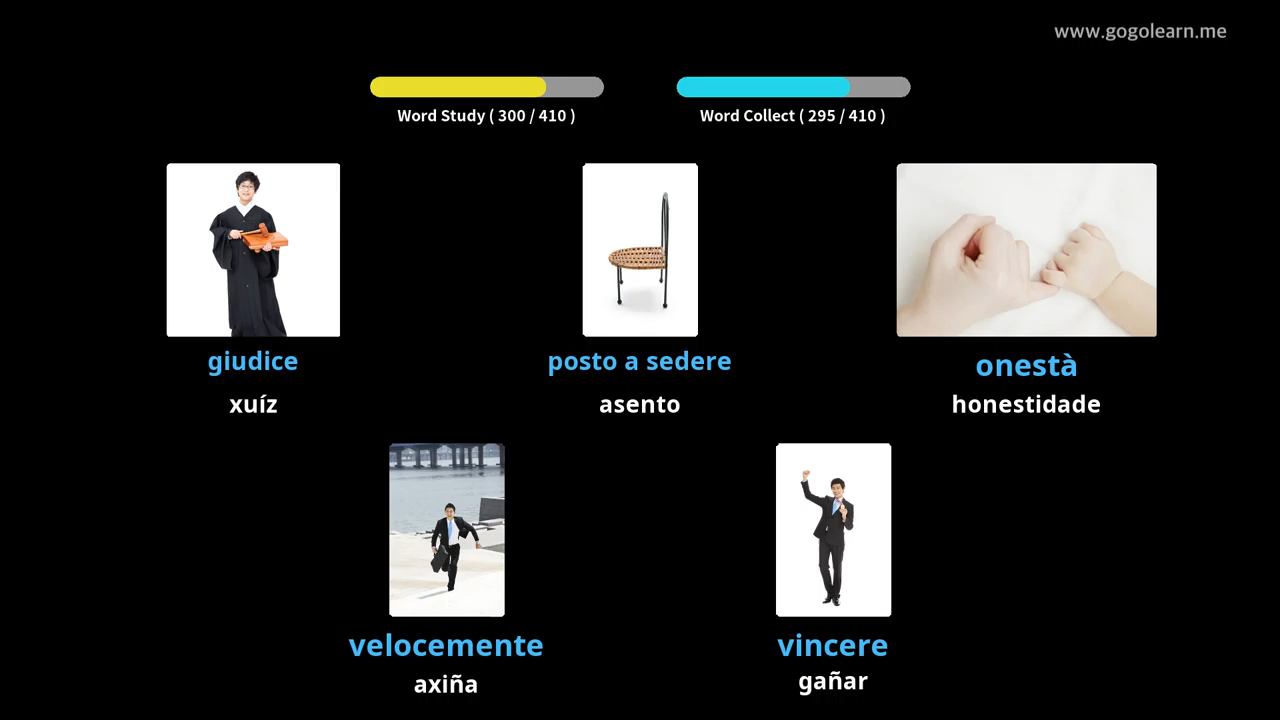 www.gogolearn.me
Word Study ( 300 / 410 )
Word Collect ( 295 / 410 )
giudice
xuíz
posto a sedere
asento
onestà
honestidade
velocemente
axiña
vincere
gañar